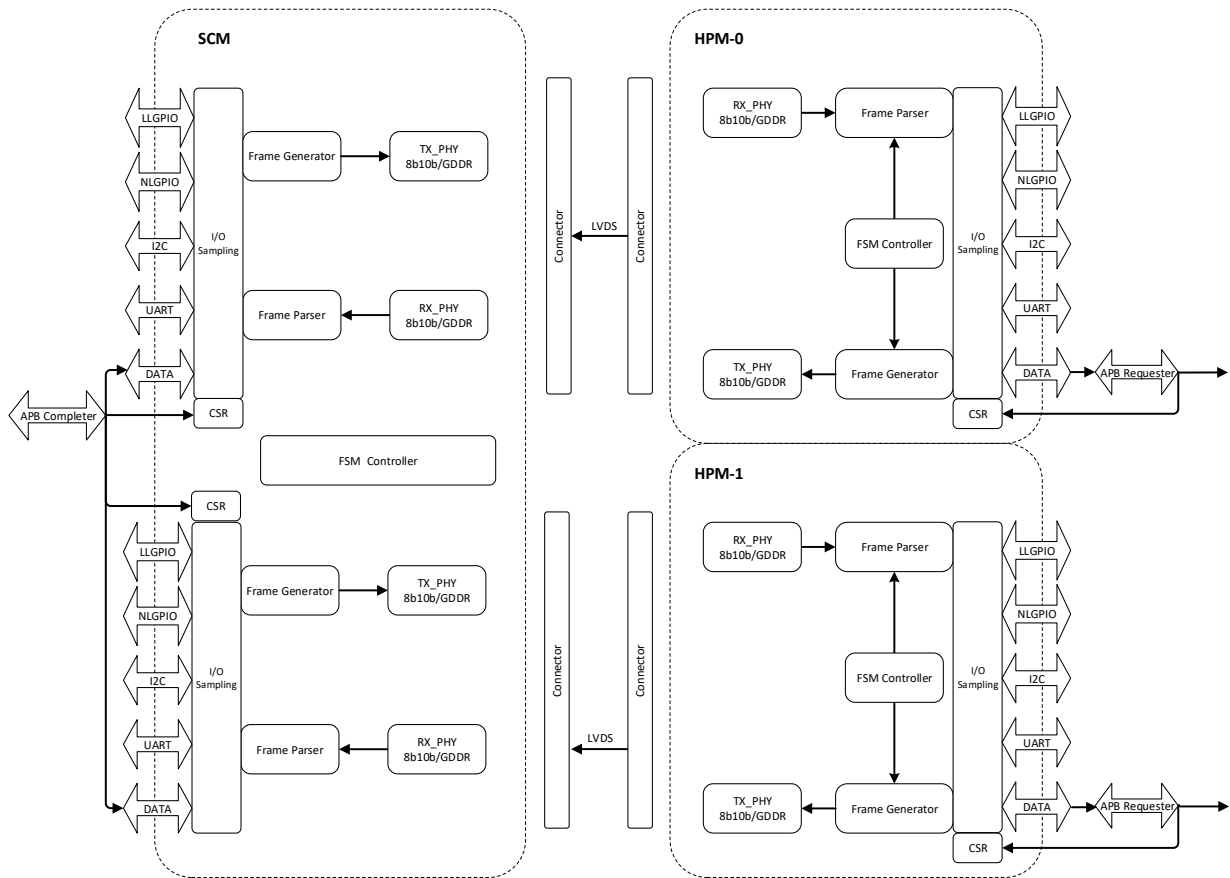 SCM
LLGPIO
NLGPIO
I2C
UART
DATA
I/O
Sampling
CSR
APB Completer
Frame Generator
TX_PHY
8b10b/GDDR
Frame Parser
RX_PHY
8b10b/GDDR
FSM Controller
CSR
LLGPIO
NLGPIO
I2C
UART
DATA
I/O
Sampling
Frame Generator
TX_PHY
8b10b/GDDR
Frame Parser
RX_PHY
8b10b/GDDR
Connector
LVDS
Connector
Connector
LVDS
Connector
HPM-0
RX_PHY
8b10b/GDDR
Frame Parser
FSM Controller
TX_PHY
8b10b/GDDR
Frame Generator
I/O
Sampling
CSR
LLGPIO
NLGPIO
I2C
UART
DATA
APB Requester
HPM-1
RX_PHY
8b10b/GDDR
Frame Parser
FSM Controller
TX_PHY
8b10b/GDDR
Frame Generator
I/O
Sampling
CSR
LLGPIO
NLGPIO
I2C
UART
DATA
APB Requester